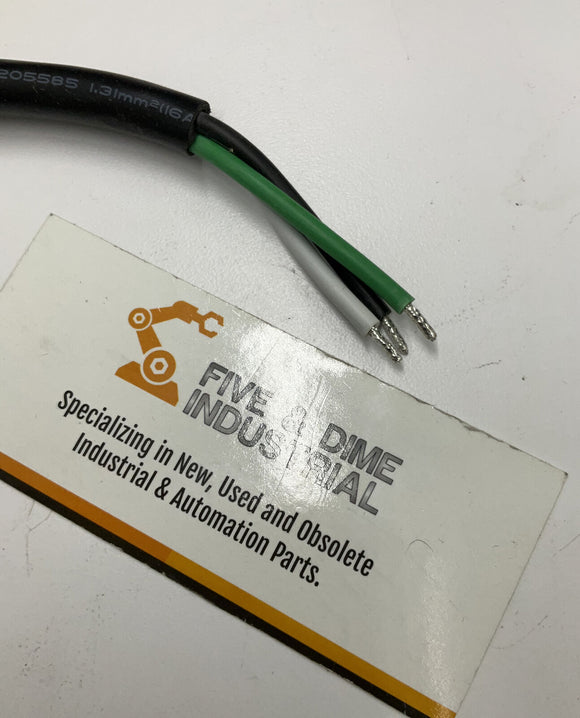 205585 1.31mm²(16A
FIVE & DIME
INDUSTRIAL
Specializing in New, Used and Obsolete
Industrial & Automation Parts.